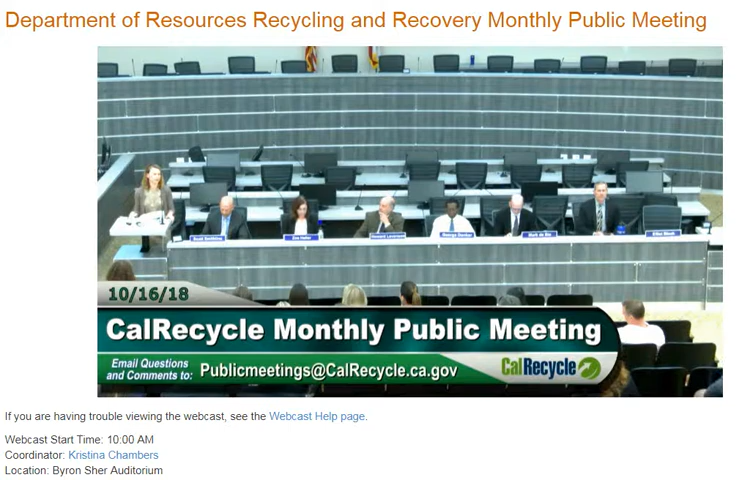 Department of Resources Recycling and Recovery Monthly Public Meeting
10/16/18
CalRecycle Monthly Public Meeting
Email Questions
and Comments to: Publicmeetings@CalRecycle.ca.gov
CalRecycle
If you are having trouble viewing the webcast, see the Webcast Help page.
Webcast Start Time: 10:00 AM
Coordinator: Kristina Chambers
Location: Byron Sher Auditorium